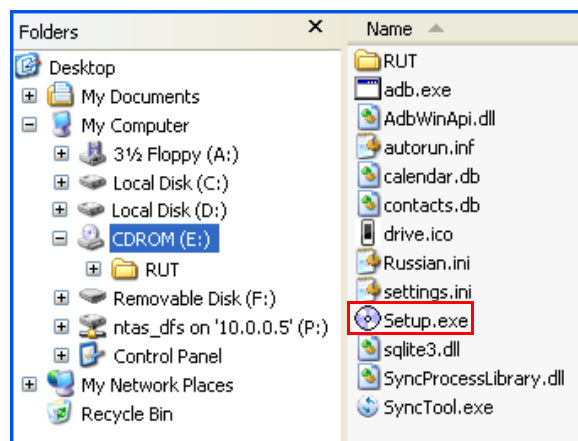 Folders
Desktop
My Documents
My Computer
3½ Floppy (A:)
Local Disk (C:)
Local Disk (D:)
CDROM (E:)
RUT
Removable Disk (F:)
ntas_dfs on '10.0.0.5' (P:)
Control Panel
My Network Places
Recycle Bin
Name
RUT
adb.exe
AdbWinApi.dll
autorun.inf
calendar.db
contacts.db
drive.ico
Russian.ini
settings.ini
Setup.exe
sqlite3.dll
SyncProcessLibrary.dll
SyncTool.exe